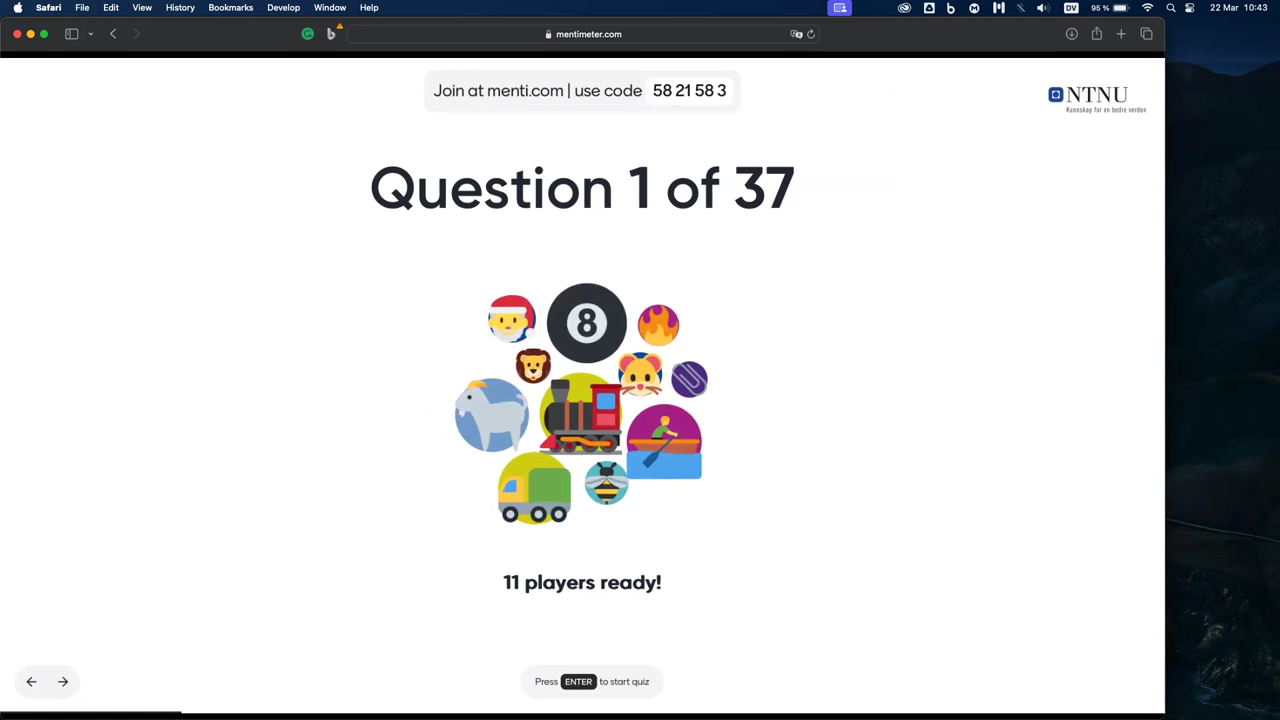 Safari File Edit View History Bookmarks Develop Window Help DV 95 % 22 Mar 10:43
mentimeter.com
Join at menti.com | use code 58 21 58 3
NTNU
Kunnskap for en bedre verden
Question 1 of 37
8
11 players ready!
Press ENTER to start quiz